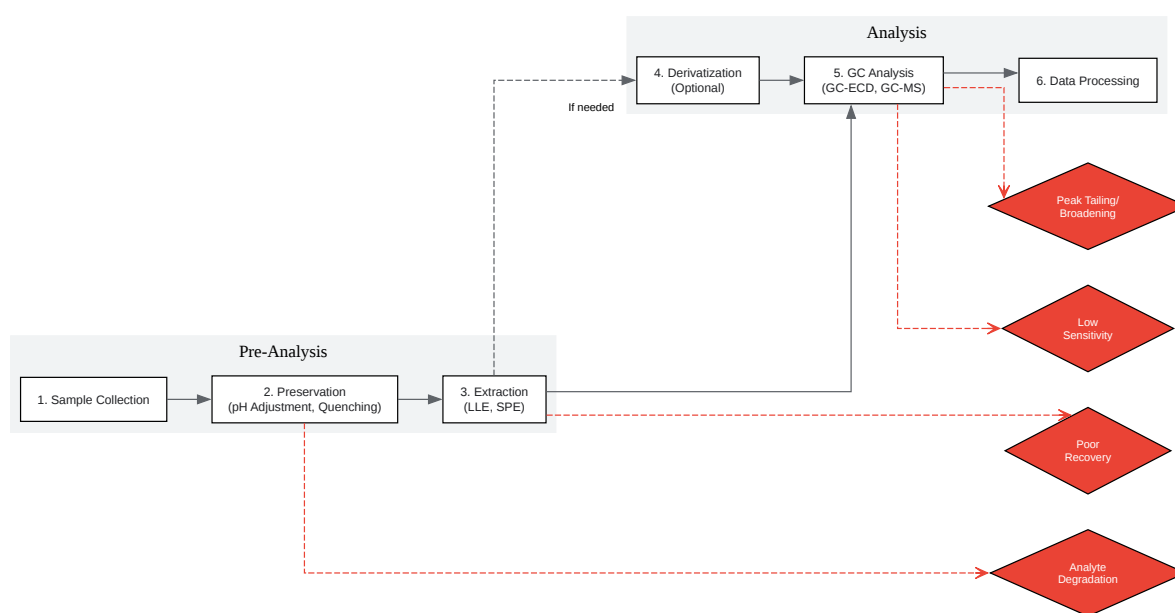 Analysis
4. Derivatization
(Optional)
5. GC Analysis
(GC-ECD, GC-MS)
6. Data Processing
If needed
Peak Tailing/
Broadening
Low
Sensitivity
Pre-Analysis
1. Sample Collection
2. Preservation
(pH Adjustment, Quenching)
3. Extraction
(LLE, SPE)
Poor
Recovery
Analyte
Degradation